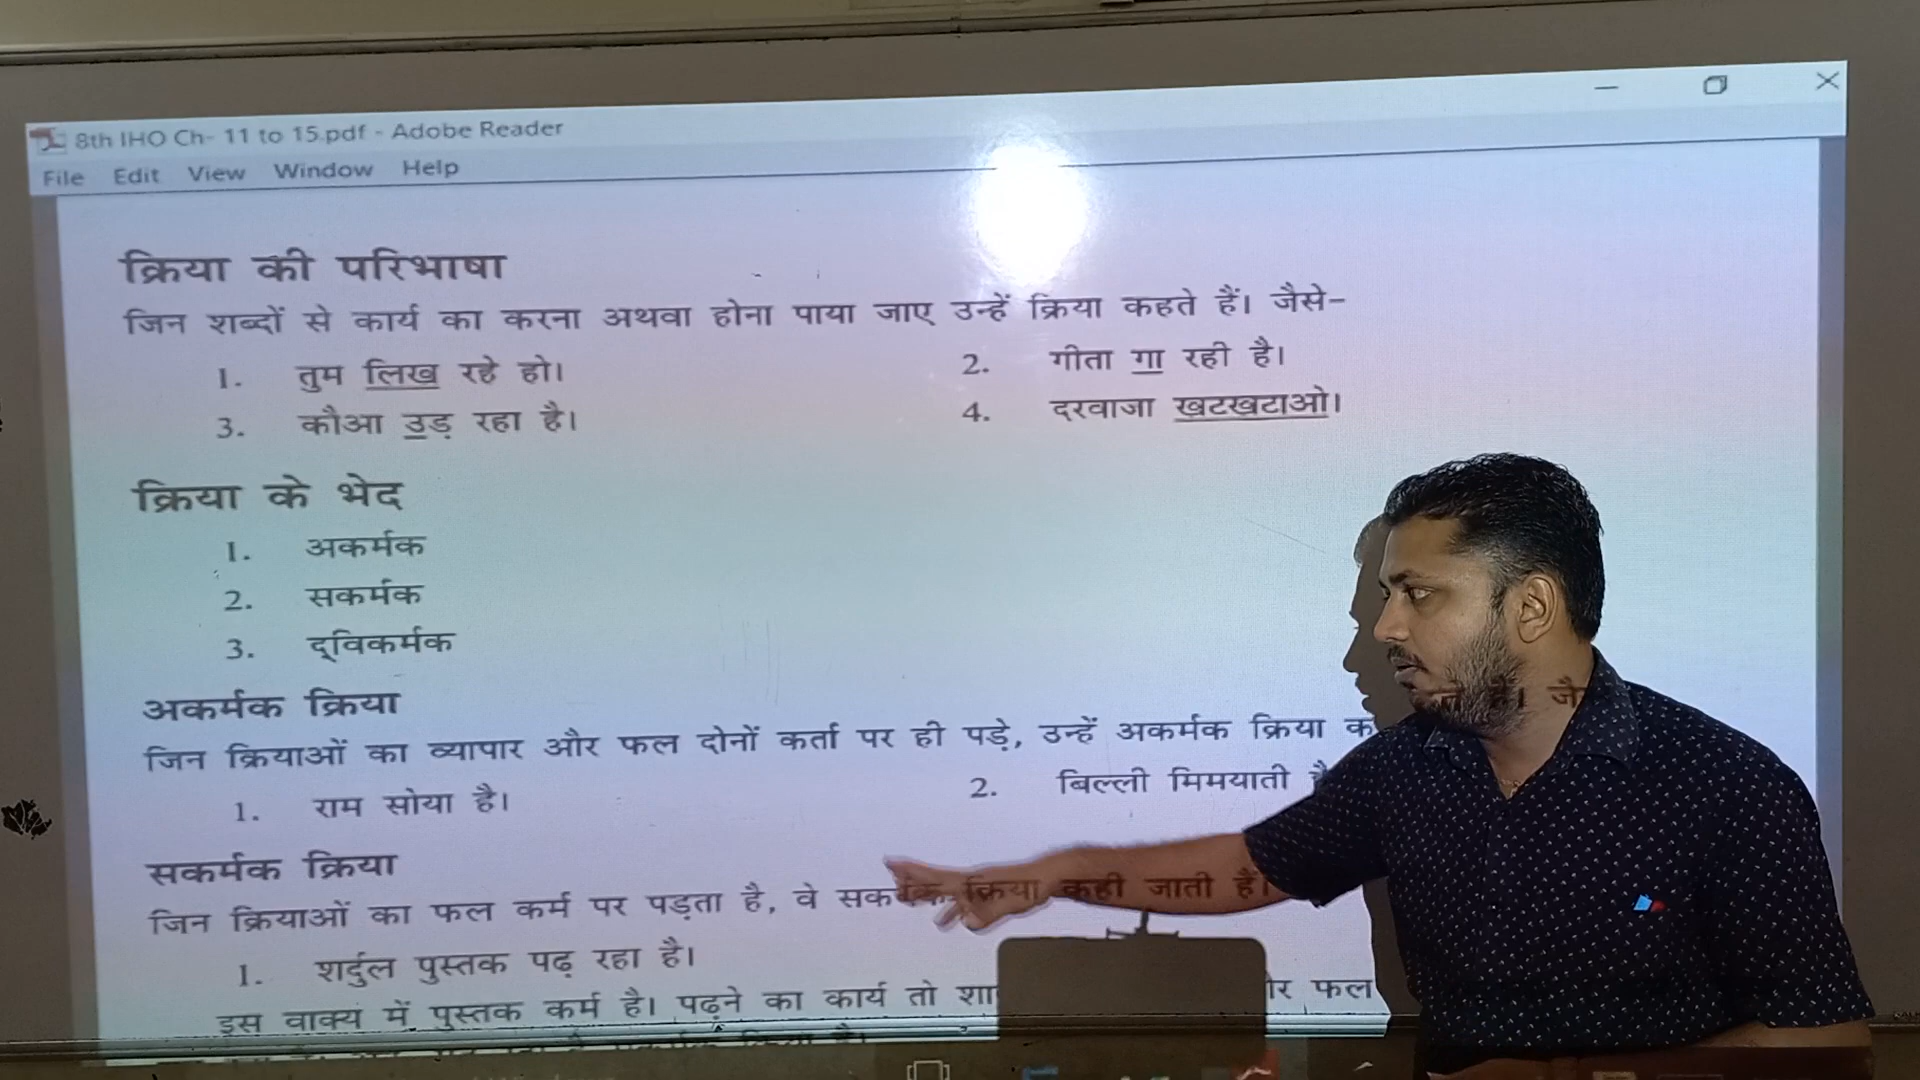 8th IHO Ch- 11 to 15.pdf - Adobe Reader
File Edit View Window Help
क्रिया की परिभाषा
जिन शब्दों से कार्य का करना अथवा होना पाया जाए उन्हें क्रिया कहते हैं। जैसे-
1. तुम लिख रहे हो। 2. गीता गा रही है।
3. कौआ उड़ रहा है। 4. दरवाजा खटखटाओ।
क्रिया के भेद
1. अकर्मक
2. सकर्मक
3. द्विकर्मक
अकर्मक क्रिया
जिन क्रियाओं का व्यापार और फल दोनों कर्ता पर ही पड़े, उन्हें अकर्मक क्रिया
1. राम सोया है। 2. बिल्ली मिमयाती
सकर्मक क्रिया
जिन क्रियाओं का फल कर्म पर पड़ता है, वे सकर्मक क्रिया कही जाती हैं।
1. शर्दुल पुस्तक पढ़ रहा है।
इस वाक्य में पुस्तक कर्म है। पढ़ने का कार्य तो फल